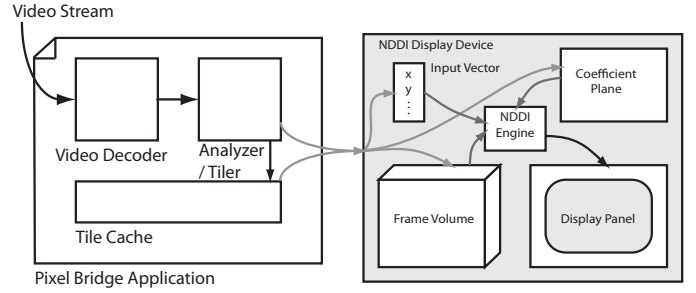 Video Stream
Video Decoder
Analyzer
/ Tiler
Tile Cache
Pixel Bridge Application
NDDI Display Device
Input Vector
x
y
:
:
Coefficient
Plane
NDDI
Engine
Frame Volume
Display Panel